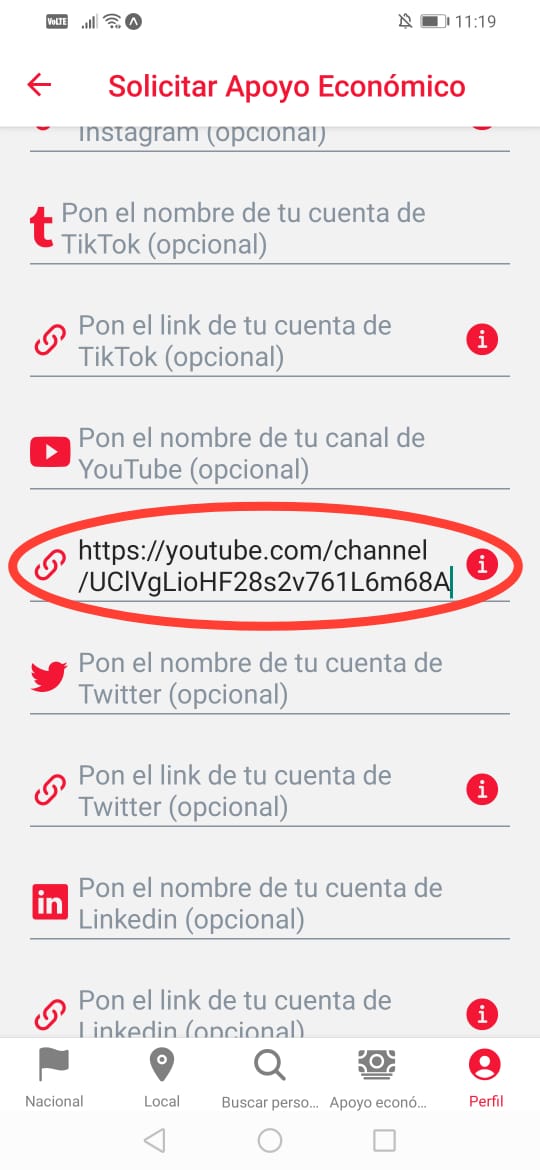 VoLTE
11:19
Solicitar Apoyo Económico
Instagram (opcional)
Pon el nombre de tu cuenta de
TikTok (opcional)
Pon el link de tu cuenta de
TikTok (opcional)
Pon el nombre de tu canal de
YouTube (opcional)
https://youtube.com/channel
/UClVgLioHF28s2v761L6m68A
Pon el nombre de tu cuenta de
Twitter (opcional)
Pon el link de tu cuenta de
Twitter (opcional)
in Pon el nombre de tu cuenta de
Linkedin (opcional)
Pon el link de tu cuenta de
Linkedin (opcional)
Nacional Local Buscar perso... Apoyo econó... Perfil